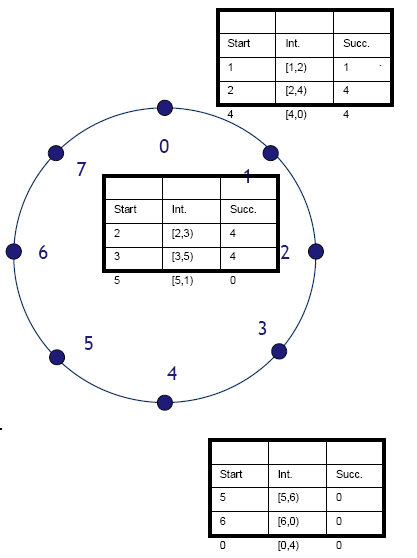 Start Int. Succ.
1 [1,2) 1
2 [2,4) 4
4 [4,0) 4
0
7
1
Start Int. Succ.
2 [2,3) 4
3 [3,5) 4
5 [5,1) 0
6
2
5
3
4
Start Int. Succ.
5 [5,6) 0
6 [6,0) 0
0 [0,4) 0